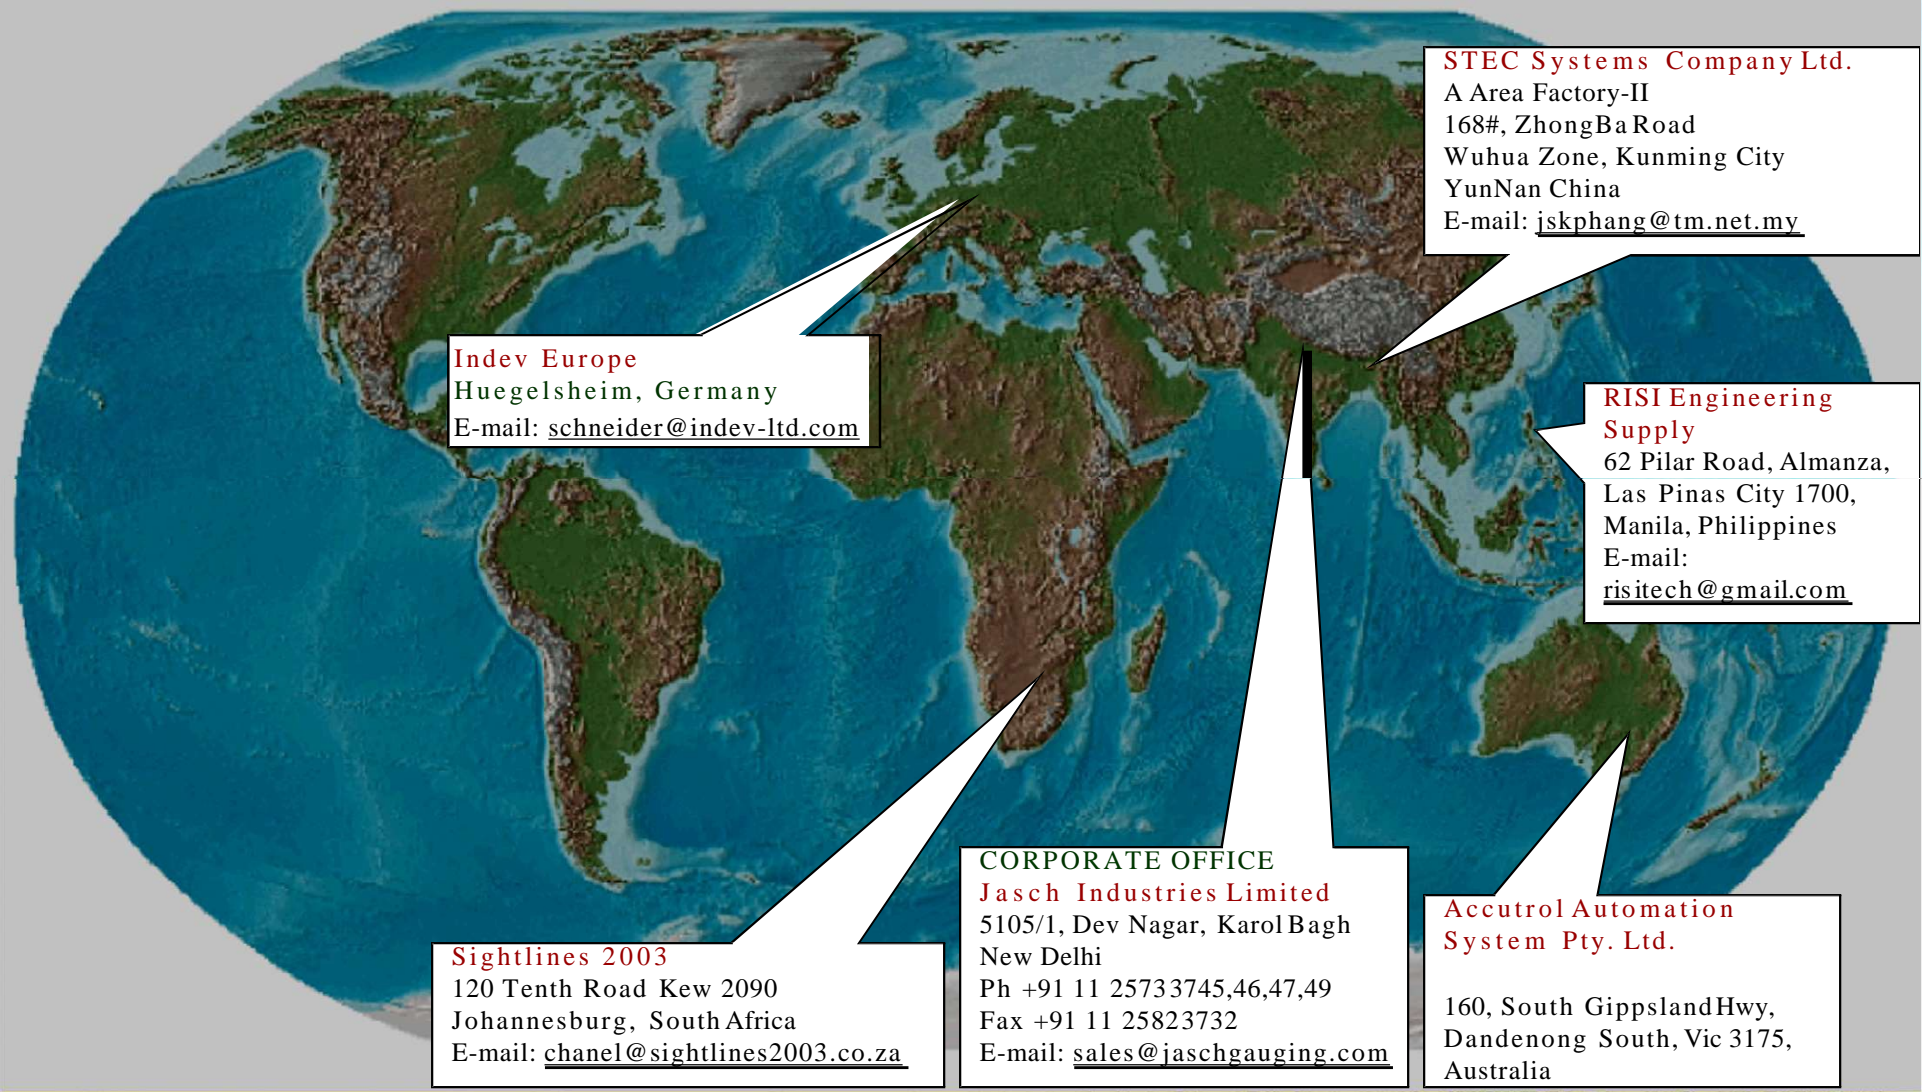 STEC Systems Company Ltd.
A Area Factory-II
168#, ZhongBa Road
Wuhua Zone, Kunming City
YunNan China
E-mail: jskphang@tm.net.my
Indev Europe
Huegelsheim, Germany
E-mail: schneider@indev-ltd.com
RISI Engineering
Supply
62 Pilar Road, Almanza,
Las Pinas City 1700,
Manila, Philippines
E-mail:
risitech@gmail.com
Sightlines 2003
120 Tenth Road Kew 2090
Johannesburg, South Africa
E-mail: chanel@sightlines2003.co.za
CORPORATE OFFICE
Jasch Industries Limited
5105/1, Dev Nagar, Karol Bagh
New Delhi
Ph +91 11 25733745,46,47,49
Fax +91 11 25823732
E-mail: sales@jaschgauging.com
Accutrol Automation
System Pty. Ltd.
160, South Gippsland Hwy,
Dandenong South, Vic 3175,
Australia